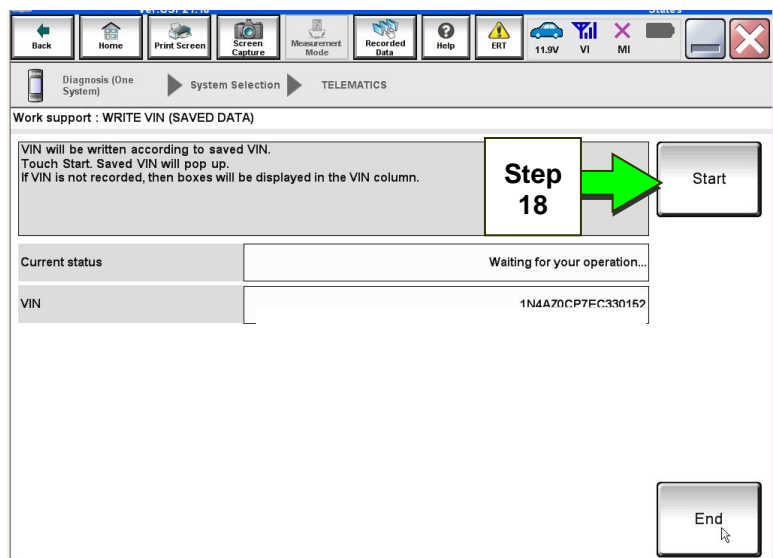 Back
Home
Print Screen
Screen Capture
Measurement Mode
Recorded Data
Help
ERT
11.9V
VI
MI
Diagnosis (One System)
System Selection
TELEMATICS
Work support : WRITE VIN (SAVED DATA)
VIN will be written according to saved VIN.
Touch Start. Saved VIN will pop up.
If VIN is not recorded, then boxes will be displayed in the VIN column.
Step
18
Start
Current status
Waiting for your operation...
VIN
1N4AZ0CP7EC330152
End